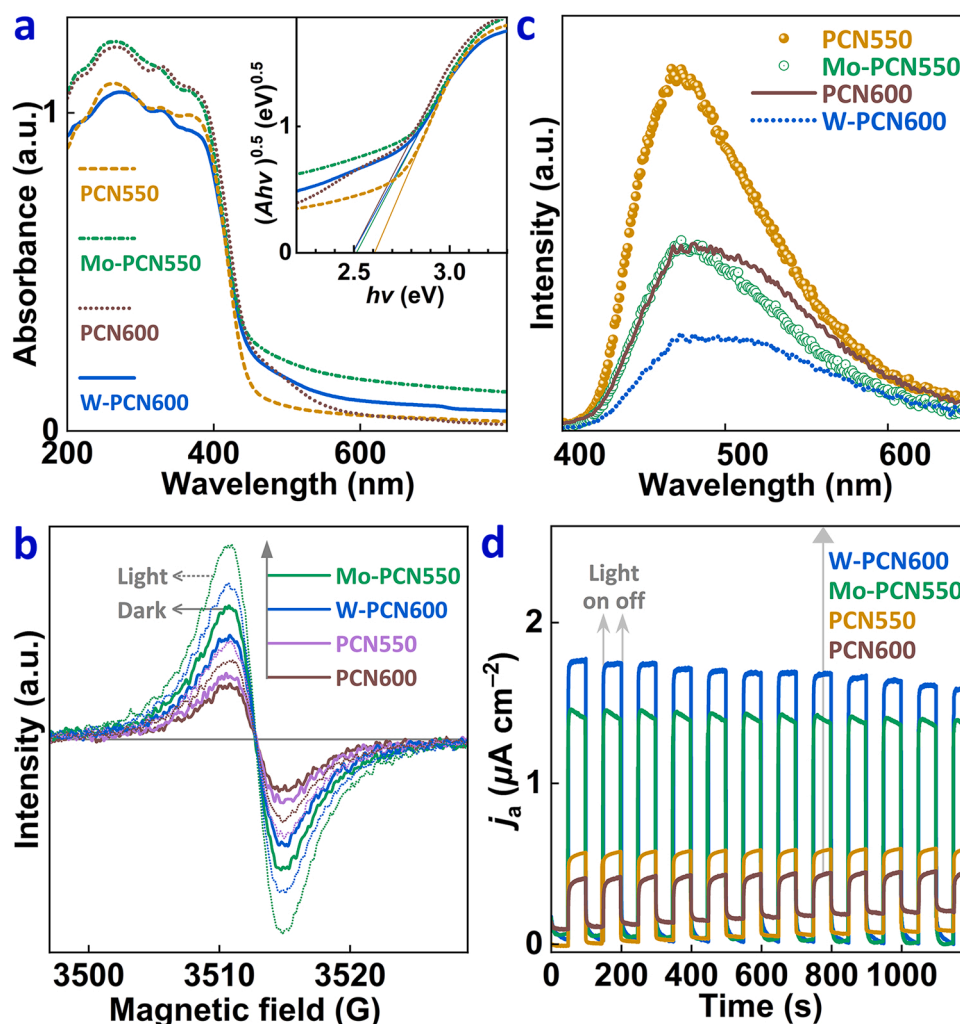 a
Absorbance (a.u.)
1
0
200
400
600
Wavelength (nm)
PCN550
Mo-PCN550
PCN600
W-PCN600
(Ahν)^0.5 (eV)^0.5
1
0
2.5
3.0
hν (eV)
c
Intensity (a.u.)
PCN550
Mo-PCN550
PCN600
W-PCN600
400
500
600
Wavelength (nm)
b
Intensity (a.u.)
Light
Dark
Mo-PCN550
W-PCN600
PCN550
PCN600
3500
3510
3520
Magnetic field (G)
d
j_a (μA cm⁻²)
2
1
0
Light
on off
W-PCN600
Mo-PCN550
PCN550
PCN600
0
200
400
600
800
1000
Time (s)